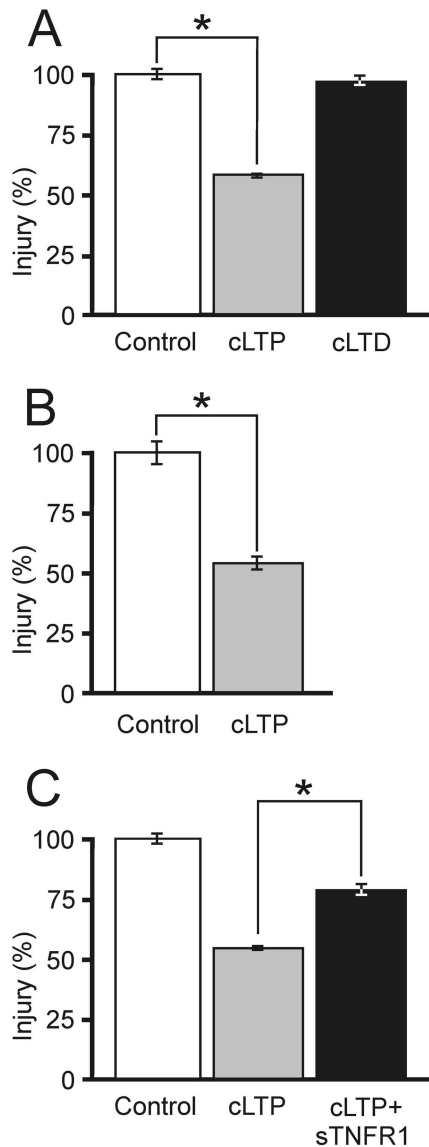 A
*
Injury (%)
100
75
50
25
0
Control cLTP cLTD
B
*
Injury (%)
100
75
50
25
0
Control cLTP
C
*
Injury (%)
100
75
50
25
0
Control cLTP cLTP+
sTNFR1